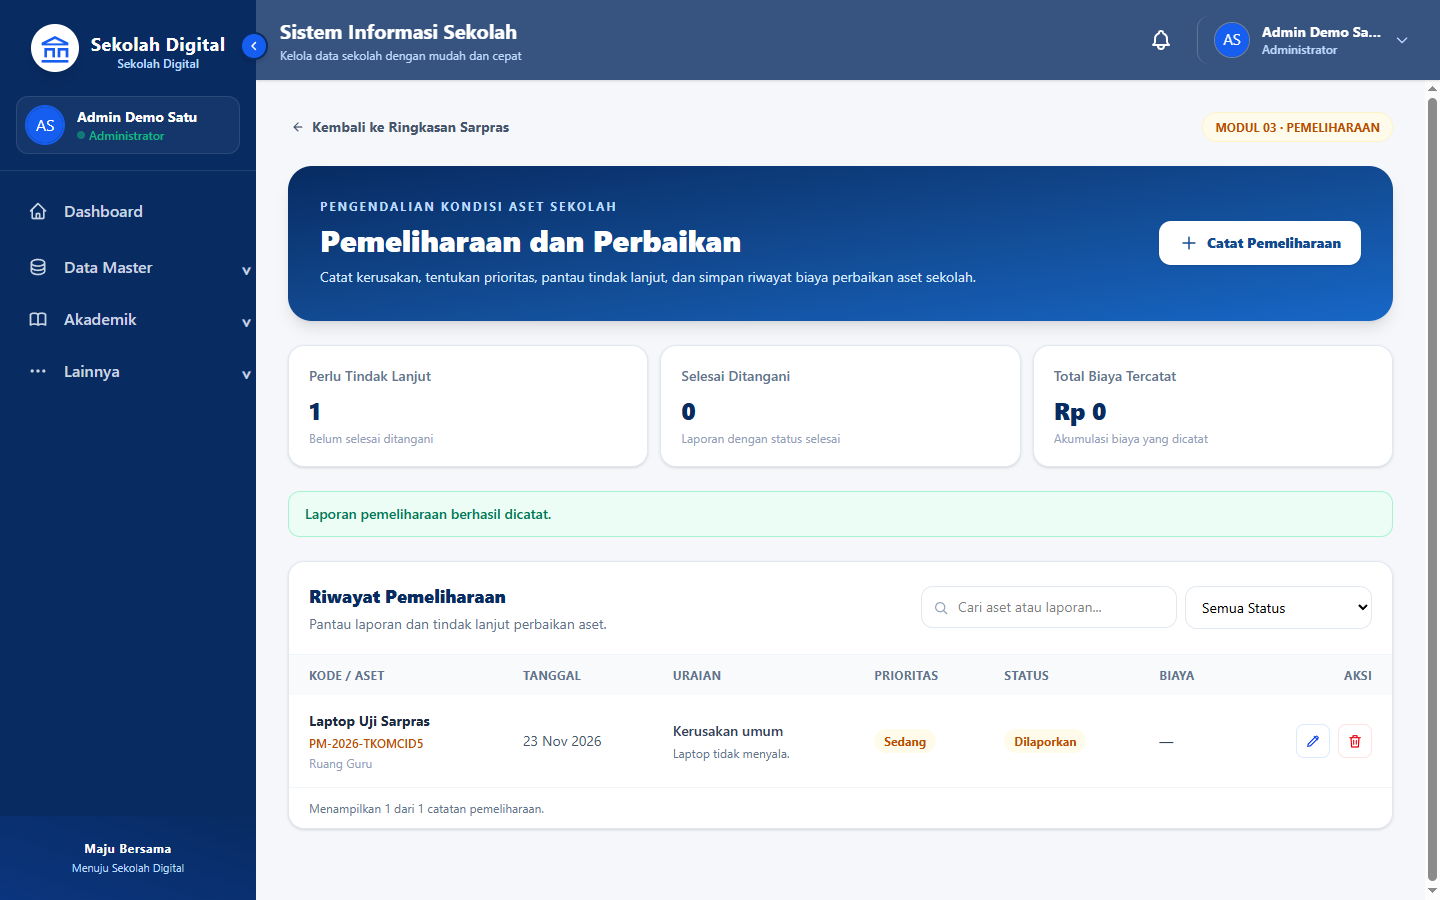 Sekolah Digital
Sekolah Digital
AS
Admin Demo Satu
Administrator
Dashboard
Data Master
Akademik
Lainnya
Maju Bersama
Menuju Sekolah Digital
Sistem Informasi Sekolah
Kelola data sekolah dengan mudah dan cepat
AS
Admin Demo Sa...
Administrator
Kembali ke Ringkasan Sarpras
MODUL 03 · PEMELIHARAAN
PENGENDALIAN KONDISI ASET SEKOLAH
Pemeliharaan dan Perbaikan
Catat kerusakan, tentukan prioritas, pantau tindak lanjut, dan simpan riwayat biaya perbaikan aset sekolah.
Catat Pemeliharaan
Perlu Tindak Lanjut
1
Belum selesai ditangani
Selesai Ditangani
0
Laporan dengan status selesai
Total Biaya Tercatat
Rp 0
Akumulasi biaya yang dicatat
Laporan pemeliharaan berhasil dicatat.
Riwayat Pemeliharaan
Pantau laporan dan tindak lanjut perbaikan aset.
Cari aset atau laporan...
Semua Status
KODE / ASET TANGGAL URAIAN PRIORITAS STATUS BIAYA AKSI
Laptop Uji Sarpras
PM-2026-TKOMCID5
Ruang Guru
23 Nov 2026
Kerusakan umum
Laptop tidak menyala.
Sedang
Dilaporkan
—
Menampilkan 1 dari 1 catatan pemeliharaan.